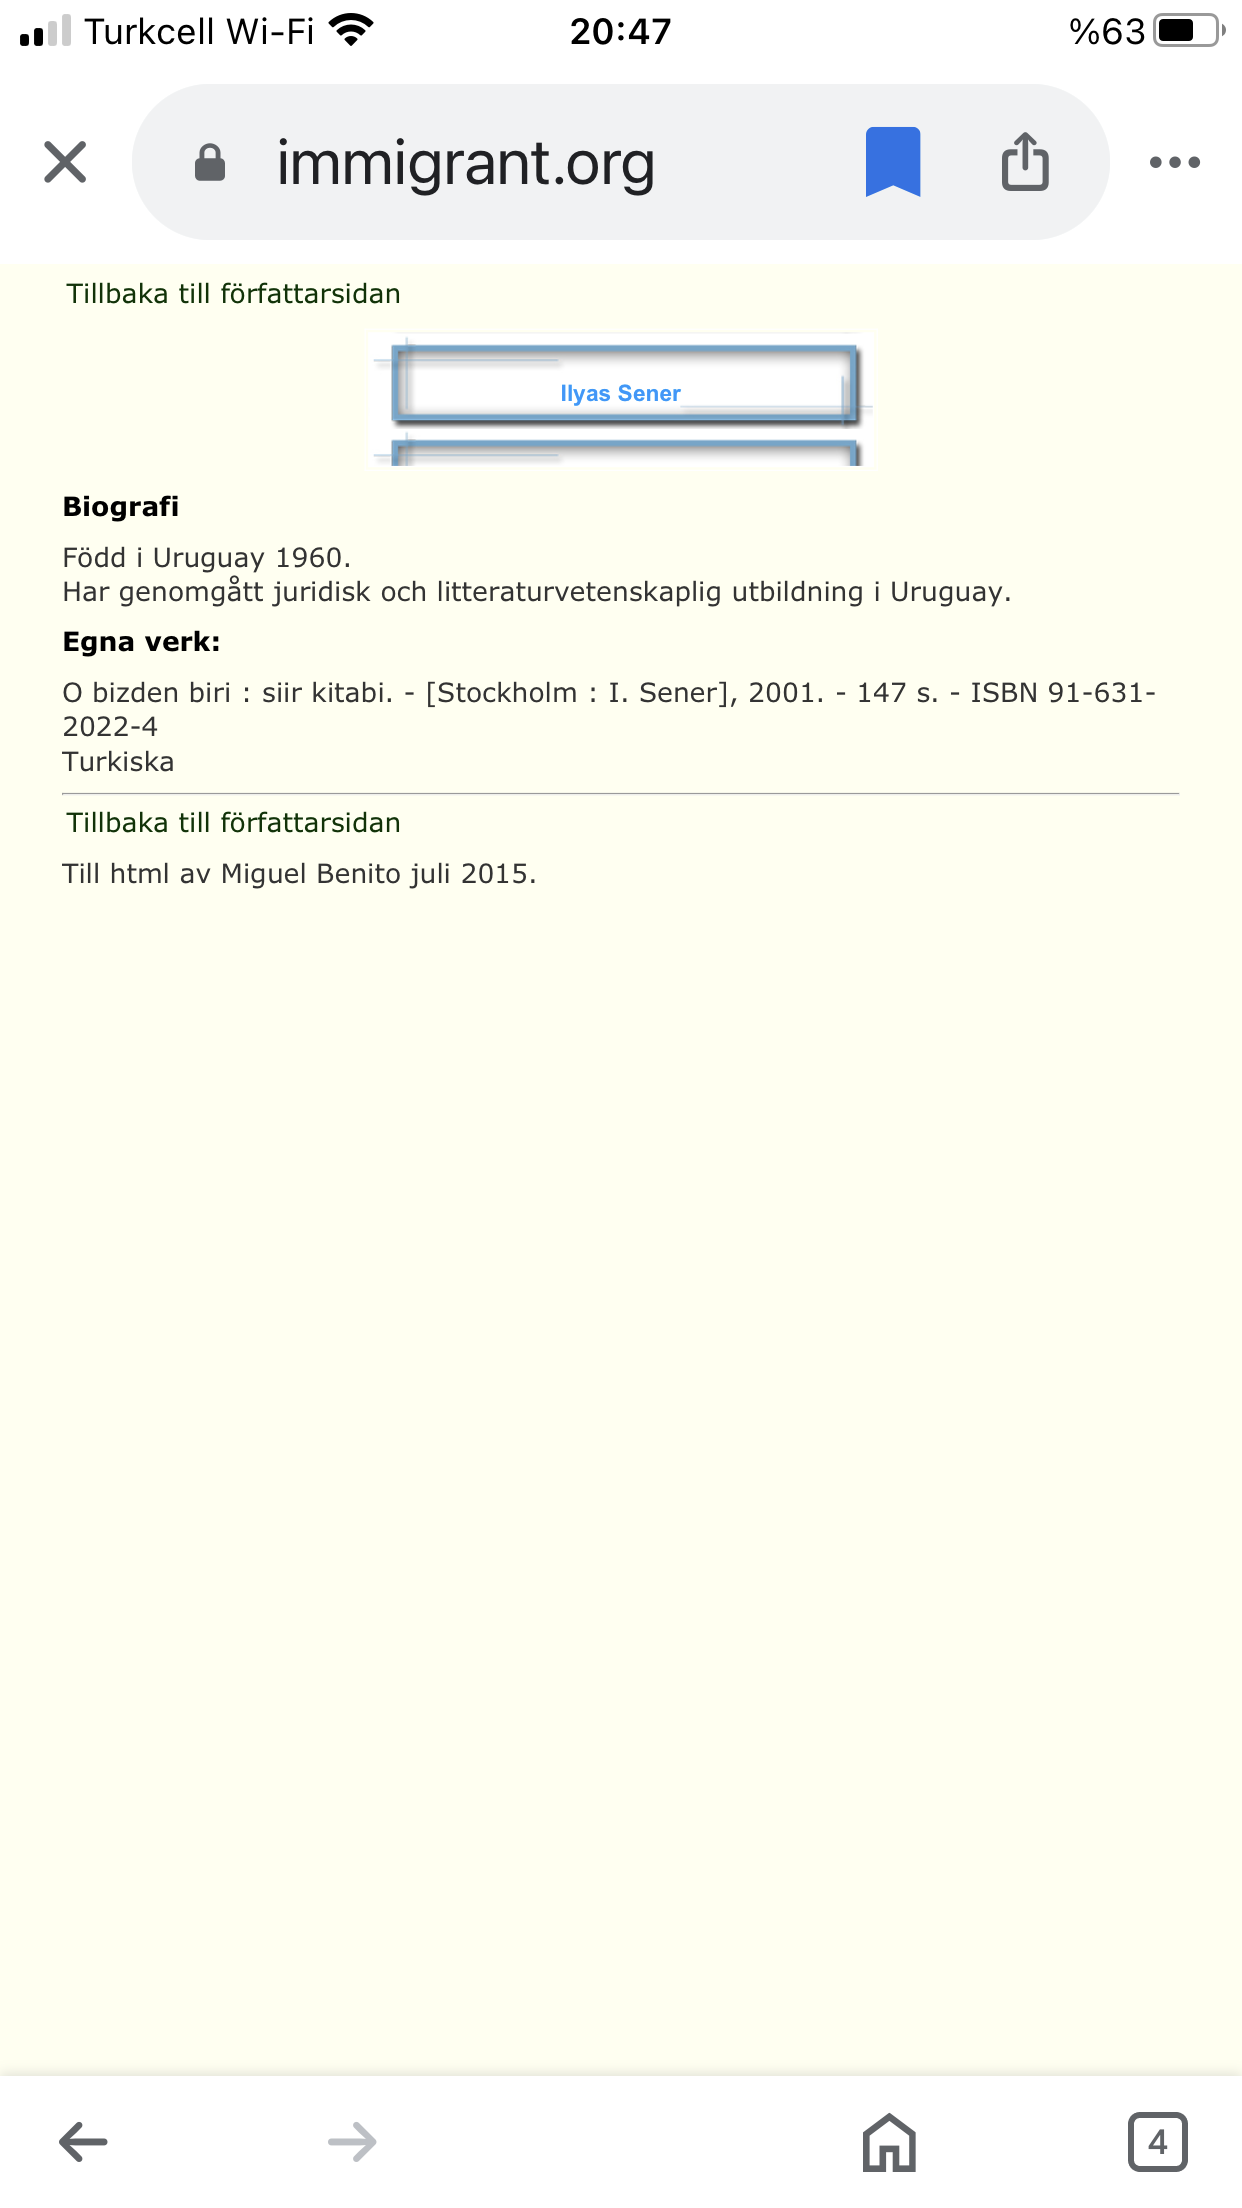 Turkcell Wi-Fi 20:47 %63
immigrant.org
Tillbaka till författarsidan
Ilyas Sener
Biografi
Född i Uruguay 1960.
Har genomgått juridisk och litteraturvetenskaplig utbildning i Uruguay.
Egna verk:
O bizden biri : siir kitabi. - [Stockholm : I. Sener], 2001. - 147 s. - ISBN 91-631-
2022-4
Turkiska
Tillbaka till författarsidan
Till html av Miguel Benito juli 2015.
4